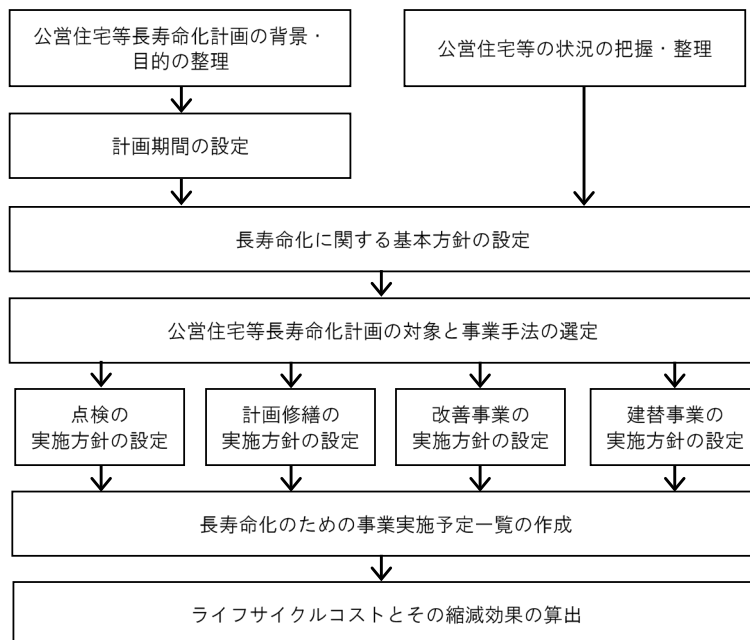 公営住宅等長寿命化計画の背景・
目的の整理
公営住宅等の状況の把握・整理
計画期間の設定
長寿命化に関する基本方針の設定
公営住宅等長寿命化計画の対象と事業手法の選定
点検の
実施方針の設定
計画修繕の
実施方針の設定
改善事業の
実施方針の設定
建替事業の
実施方針の設定
長寿命化のための事業実施予定一覧の作成
ライフサイクルコストとその縮減効果の算出